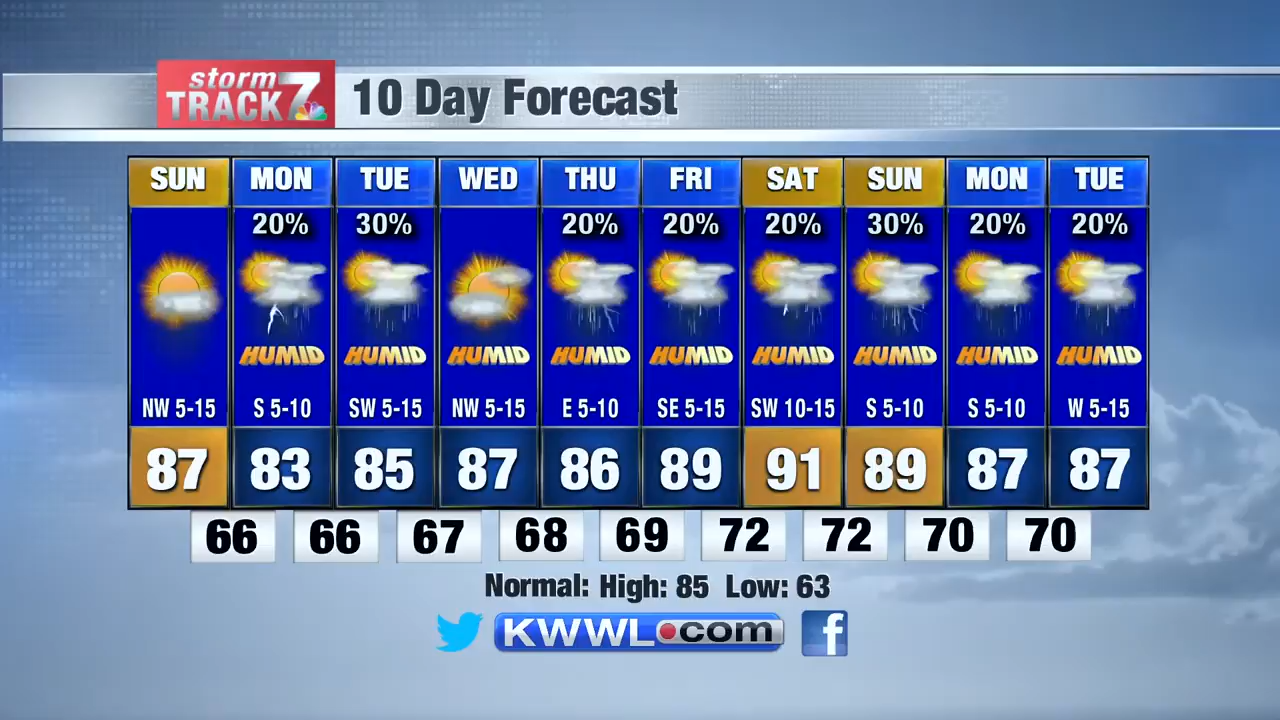 storm
TRACK 7
10 Day Forecast
SUN MON TUE WED THU FRI SAT SUN MON TUE
20% 30% 20% 20% 20% 30% 20% 20%
HUMID HUMID HUMID HUMID HUMID HUMID HUMID HUMID HUMID
NW 5-15 S 5-10 SW 5-15 NW 5-15 E 5-10 SE 5-15 SW 10-15 S 5-10 S 5-10 W 5-15
87 83 85 87 86 89 91 89 87 87
66 66 67 68 69 72 72 70 70
Normal: High: 85 Low: 63
KWWL.com f